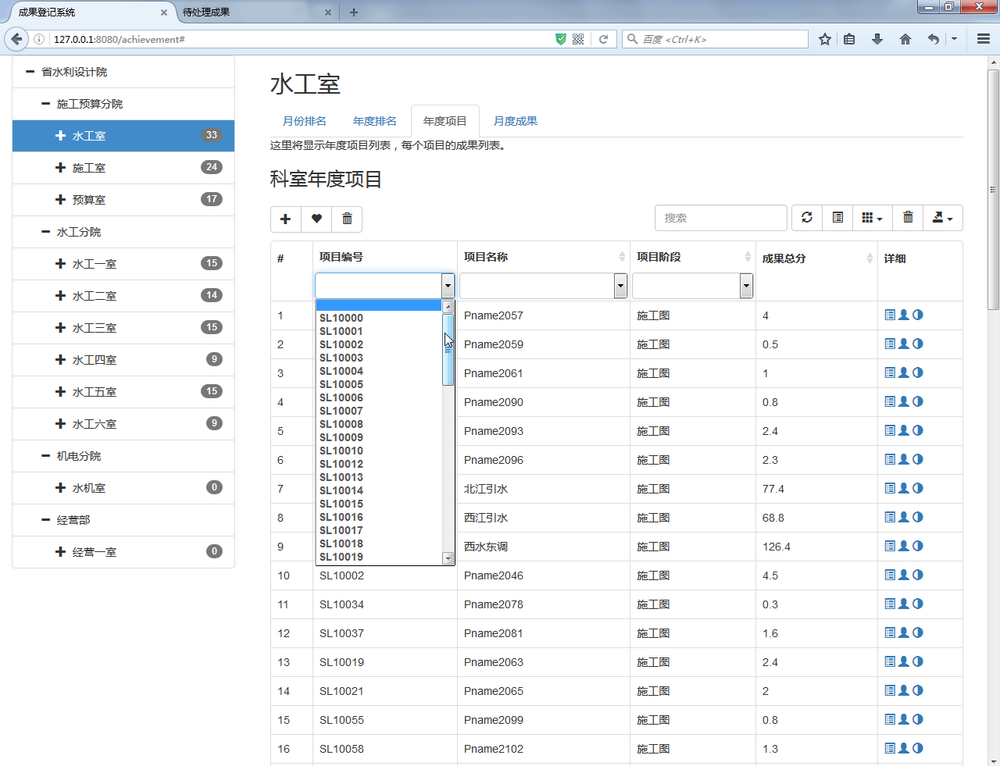 成果登记系统
待处理成果
127.0.0.1:8080/achievement#
百度 <Ctrl+K>
省水利设计院
施工预算分院
水工室 33
施工室 24
预算室 17
水工分院
水工一室 15
水工二室 14
水工三室 15
水工四室 9
水工五室 15
水工六室 9
机电分院
水机室 0
经营部
经营一室 0
水工室
月份排名 年度排名 年度项目 月度成果
这里将显示年度项目列表，每个项目的成果列表。
科室年度项目
搜索
# 项目编号 项目名称 项目阶段 成果总分 详细
SL10000
SL10001
SL10002
SL10003
SL10004
SL10005
SL10006
SL10007
SL10008
SL10009
SL10010
SL10012
SL10013
SL10014
SL10015
SL10016
SL10017
SL10018
SL10019
1 Pname2057 施工图 4
2 Pname2059 施工图 0.5
3 Pname2061 施工图 1
4 Pname2090 施工图 0.8
5 Pname2093 施工图 2.4
6 Pname2096 施工图 2.3
7 北江引水 施工图 77.4
8 西江引水 施工图 68.8
9 西水东调 施工图 126.4
10 SL10002 Pname2046 施工图 4.5
11 SL10034 Pname2078 施工图 0.3
12 SL10037 Pname2081 施工图 1.6
13 SL10019 Pname2063 施工图 2.4
14 SL10021 Pname2065 施工图 2
15 SL10055 Pname2099 施工图 0.8
16 SL10058 Pname2102 施工图 1.3